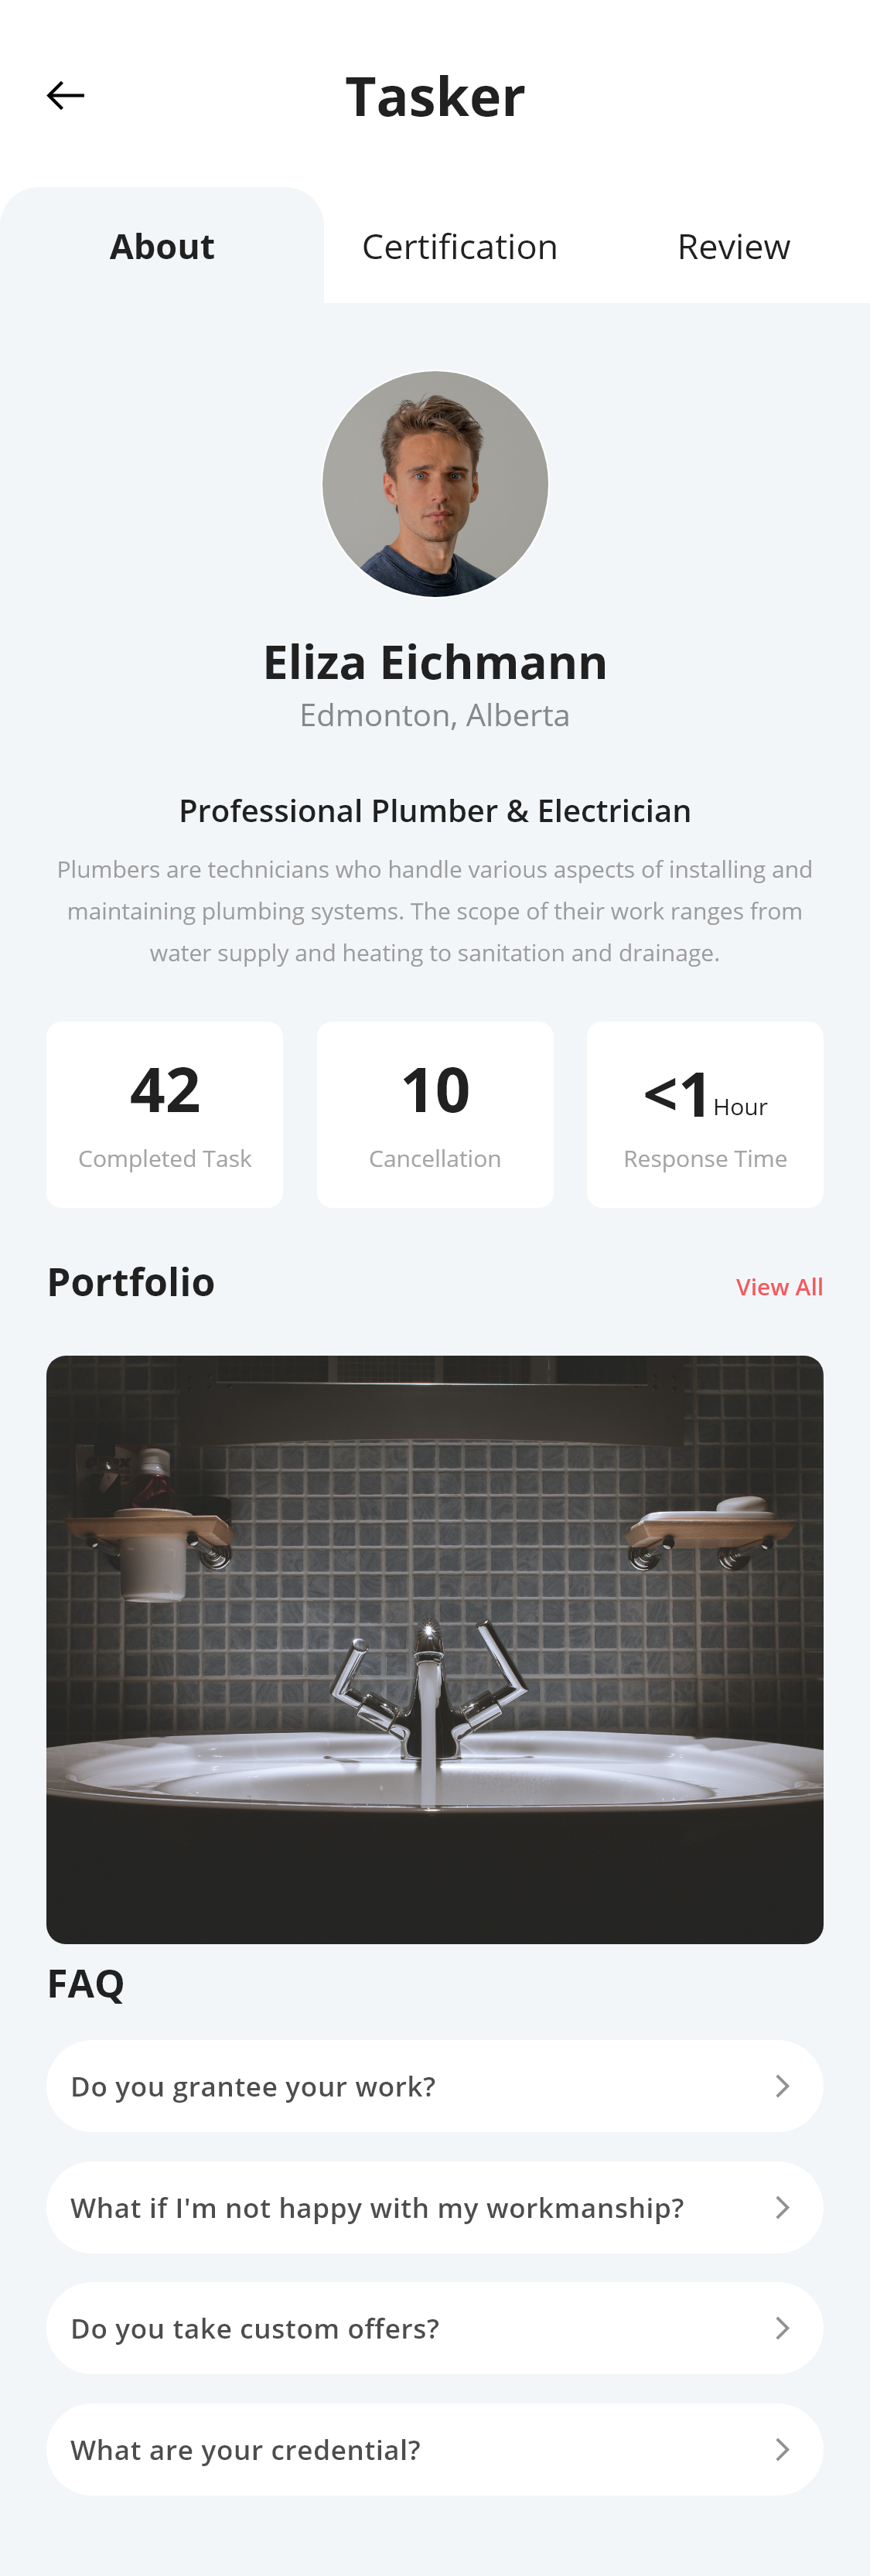 Tasker
About
Certification
Review
Eliza Eichmann
Edmonton, Alberta
Professional Plumber & Electrician
Plumbers are technicians who handle various aspects of installing and
maintaining plumbing systems. The scope of their work ranges from
water supply and heating to sanitation and drainage.
42
Completed Task
10
Cancellation
<1 Hour
Response Time
Portfolio
View All
FAQ
Do you grantee your work?
What if I'm not happy with my workmanship?
Do you take custom offers?
What are your credential?